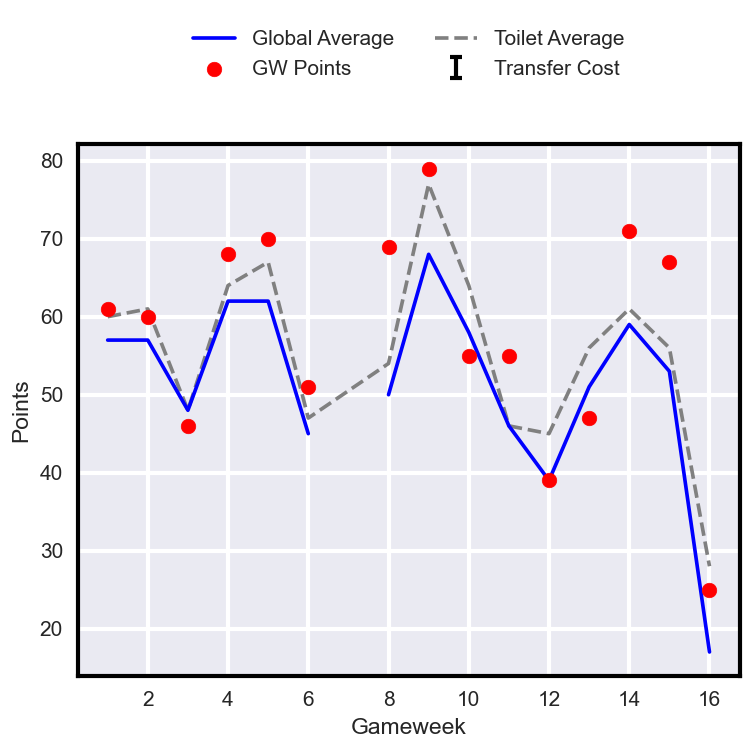 Global Average
Toilet Average
GW Points
Transfer Cost
80
70
60
50
40
30
20
Points
2 4 6 8 10 12 14 16
Gameweek